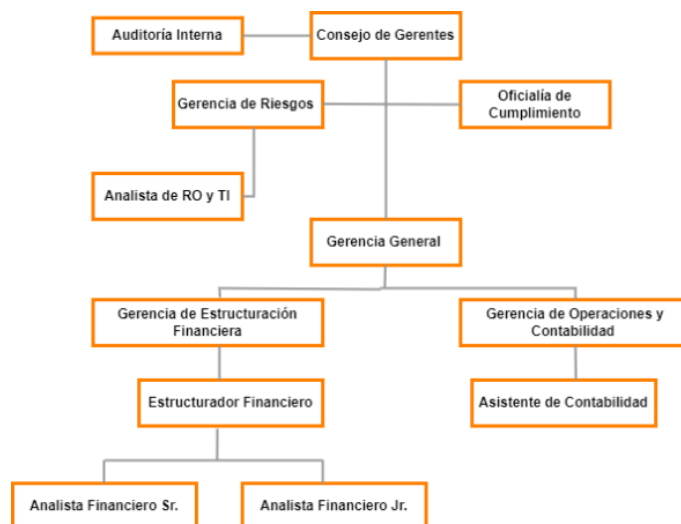 Auditoría Interna
Consejo de Gerentes
Gerencia de Riesgos
Oficialía de
Cumplimiento
Analista de RO y TI
Gerencia General
Gerencia de Estructuración
Financiera
Gerencia de Operaciones y
Contabilidad
Estructurador Financiero
Asistente de Contabilidad
Analista Financiero Sr.
Analista Financiero Jr.